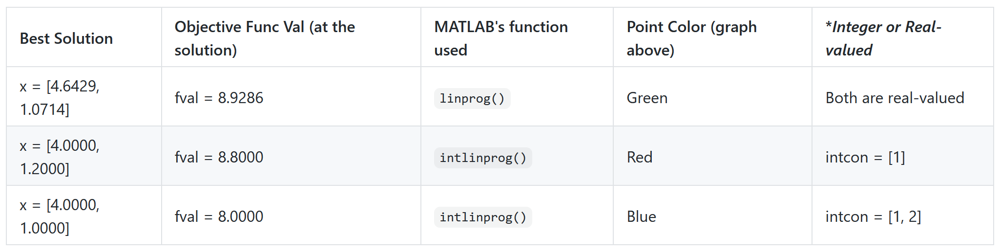 Best Solution
Objective Func Val (at the
solution)
MATLAB's function
used
Point Color (graph
above)
*Integer or Real-
valued
x = [4.6429,
1.0714]
fval = 8.9286
linprog()
Green
Both are real-valued
x = [4.0000,
1.2000]
fval = 8.8000
intlinprog()
Red
intcon = [1]
x = [4.0000,
1.0000]
fval = 8.0000
intlinprog()
Blue
intcon = [1, 2]